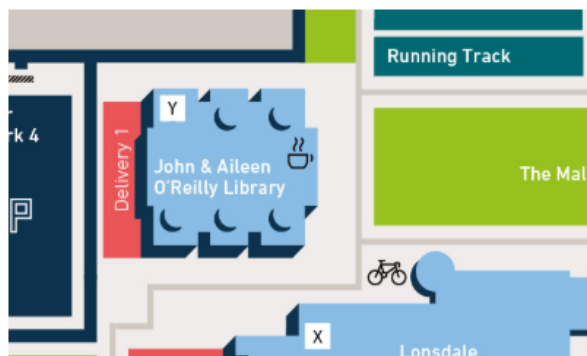 Running Track
Y
rk 4
Delivery 1
John & Aileen
O'Reilly Library
The Mal
P
X
Lonsdale